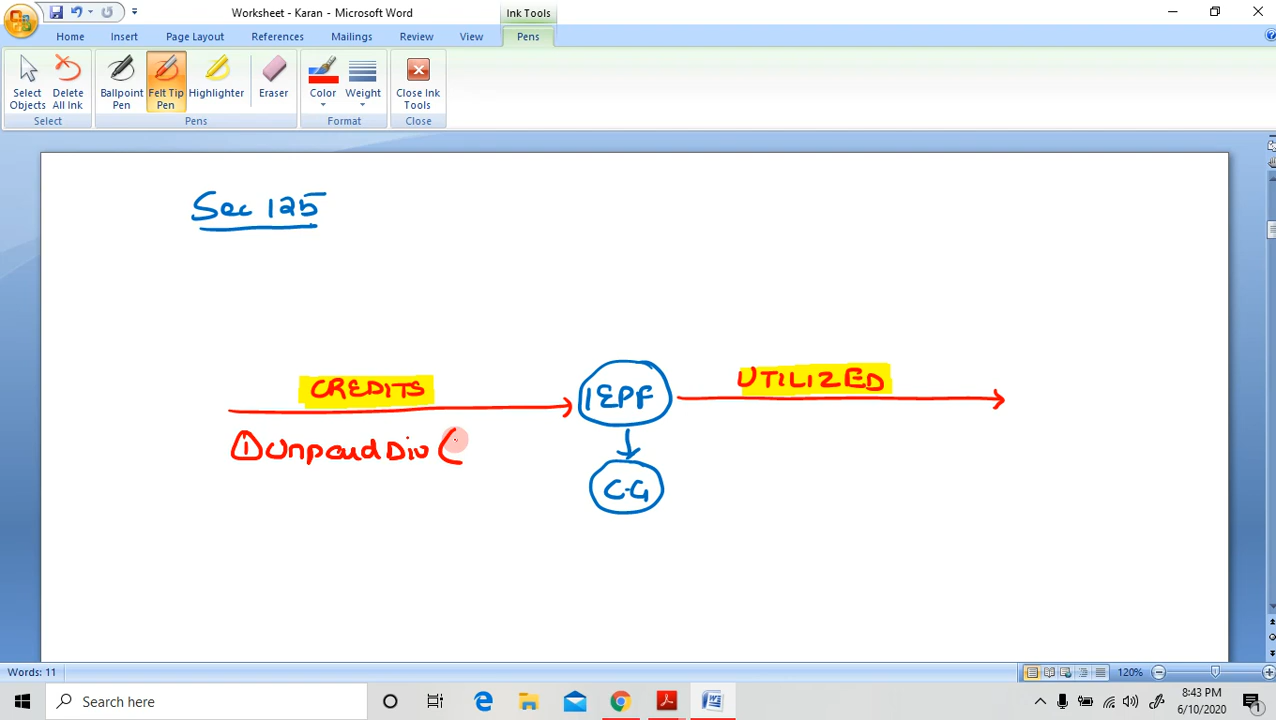 Worksheet - Karan - Microsoft Word
Ink Tools
Home
Insert
Page Layout
References
Mailings
Review
View
Pens
Select Objects
Delete All Ink
Ballpoint Pen
Felt Tip Pen
Highlighter
Eraser
Color
Weight
Close Ink Tools
Select
Pens
Format
Close
Sec 125
CREDITS
IEPF
UTILIZED
① Unpaid Div (
C.G
Words: 11
120%
Search here
8:43 PM
6/10/2020